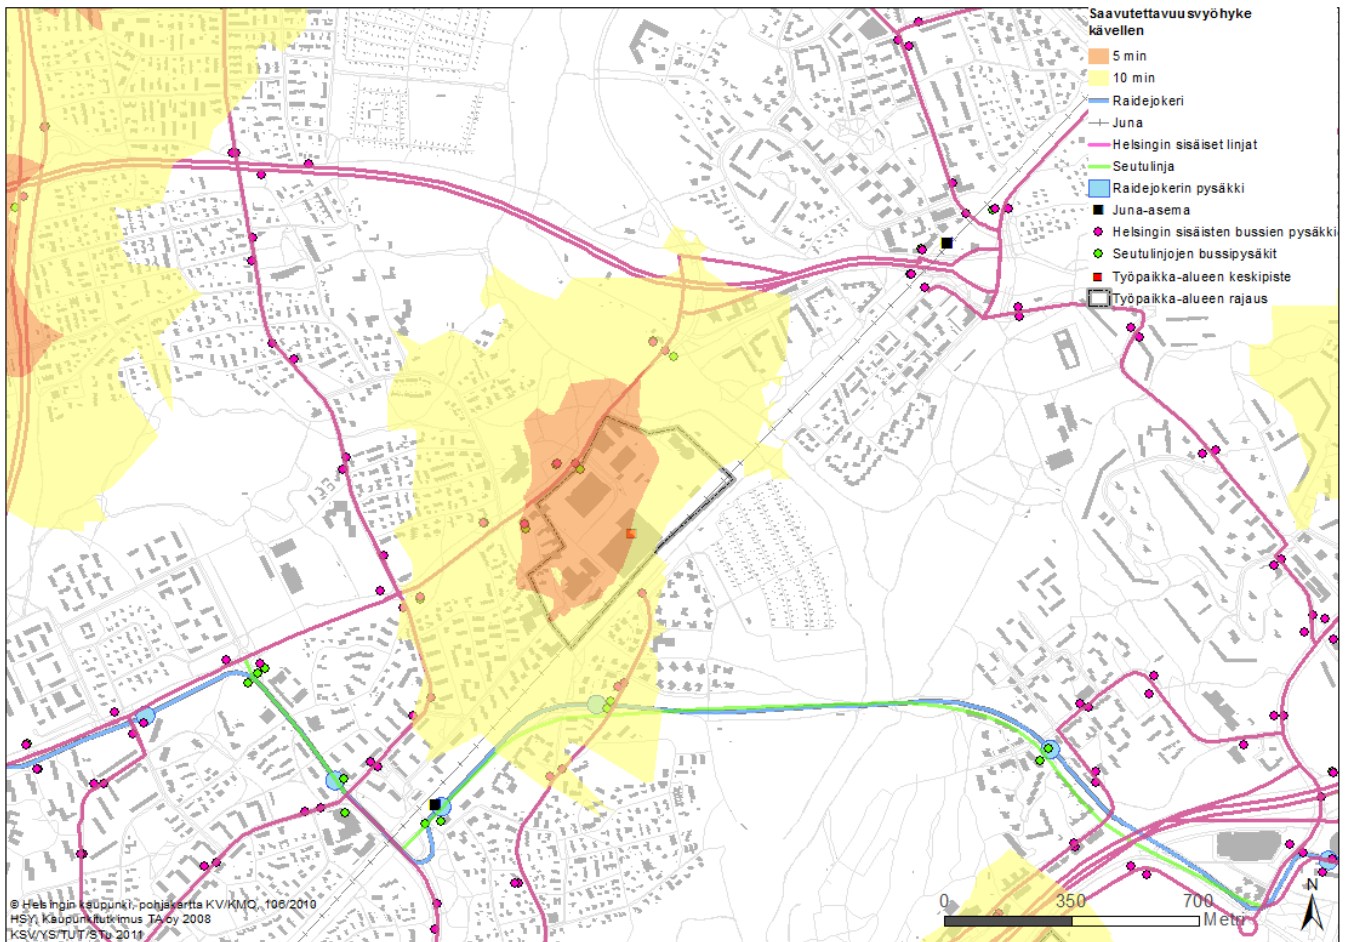 Saavutettavuusvyöhyke
kävellen
5 min
10 min
Raidejokeri
Juna
Helsingin sisäiset linjat
Seutulinja
Raidejokerin pysäkki
Juna-asema
Helsingin sisäisten bussien pysäkki
Seutulinjojen bussipysäkit
Työpaikka-alueen keskipiste
Työpaikka-alueen rajaus
© Helsingin kaupunki, pohjakartta KV/KMO, 106/2010
HSY, Kaupunkitutkimus TA oy 2008
KSV/YS/TUT/STu 2011
0 350 700
Metri
N